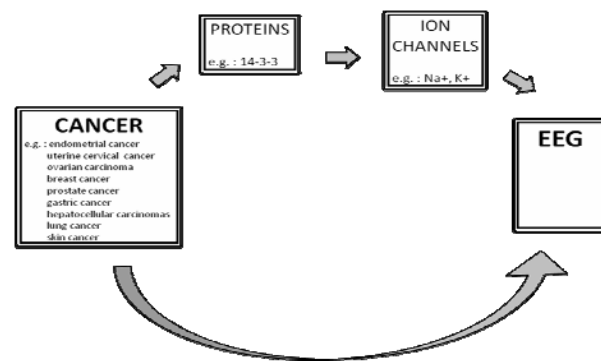 PROTEINS
e.g. : 14-3-3
ION
CHANNELS
e.g. : Na+, K+
CANCER
e.g. : endometrial cancer
uterine cervical cancer
ovarian carcinoma
breast cancer
prostate cancer
gastric cancer
hepatocellular carcinomas
lung cancer
skin cancer
EEG